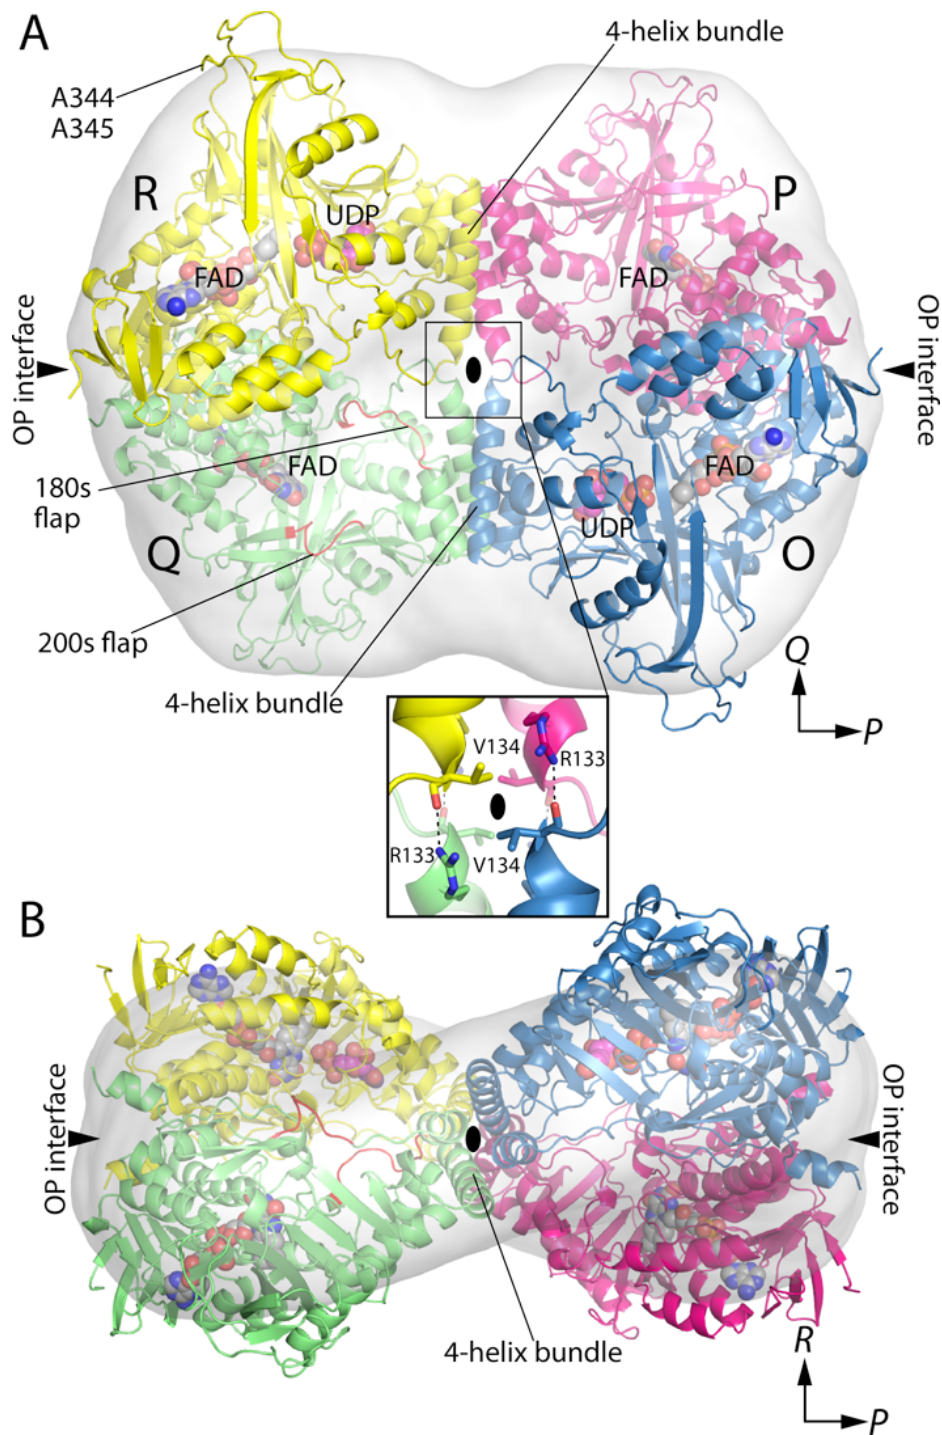 A
4-helix bundle
A344
A345
R
P
UDP
FAD
FAD
OP interface
OP interface
FAD
FAD
180s
flap
UDP
Q
O
200s flap
Q
4-helix bundle
P
V134
R133
R133
V134
B
OP interface
OP interface
4-helix bundle
R
P